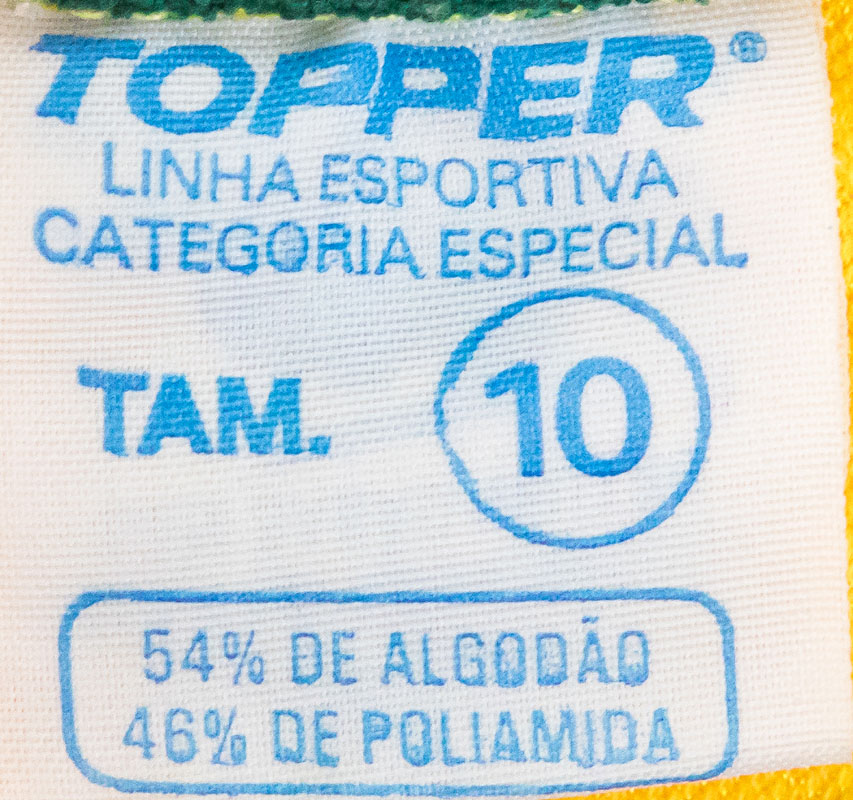 TOPPER®
LINHA ESPORTIVA
CATEGORIA ESPECIAL
TAM. 10
54% DE ALGODÃO
46% DE POLIAMIDA